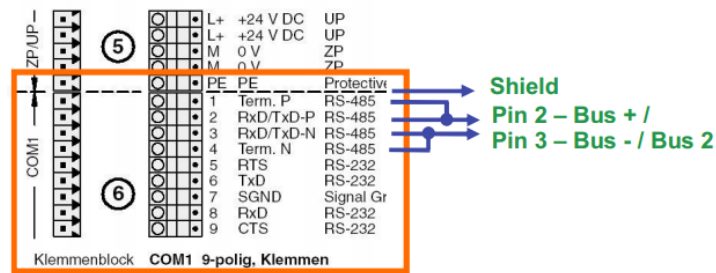 L+ +24 V DC UP
L+ +24 V DC UP
M 0 V ZP
M 0 V ZP
PE PE Protective
1 Term. P RS-485
2 RxD/TxD-P RS-485
3 RxD/TxD-N RS-485
4 Term. N RS-485
5 RTS RS-232
6 TxD RS-232
7 SGND Signal Gr
8 RxD RS-232
9 CTS RS-232
ZP/UP
5
COM1
6
Klemmenblock COM1 9-polig, Klemmen
Shield
Pin 2 – Bus + /
Pin 3 – Bus - / Bus 2